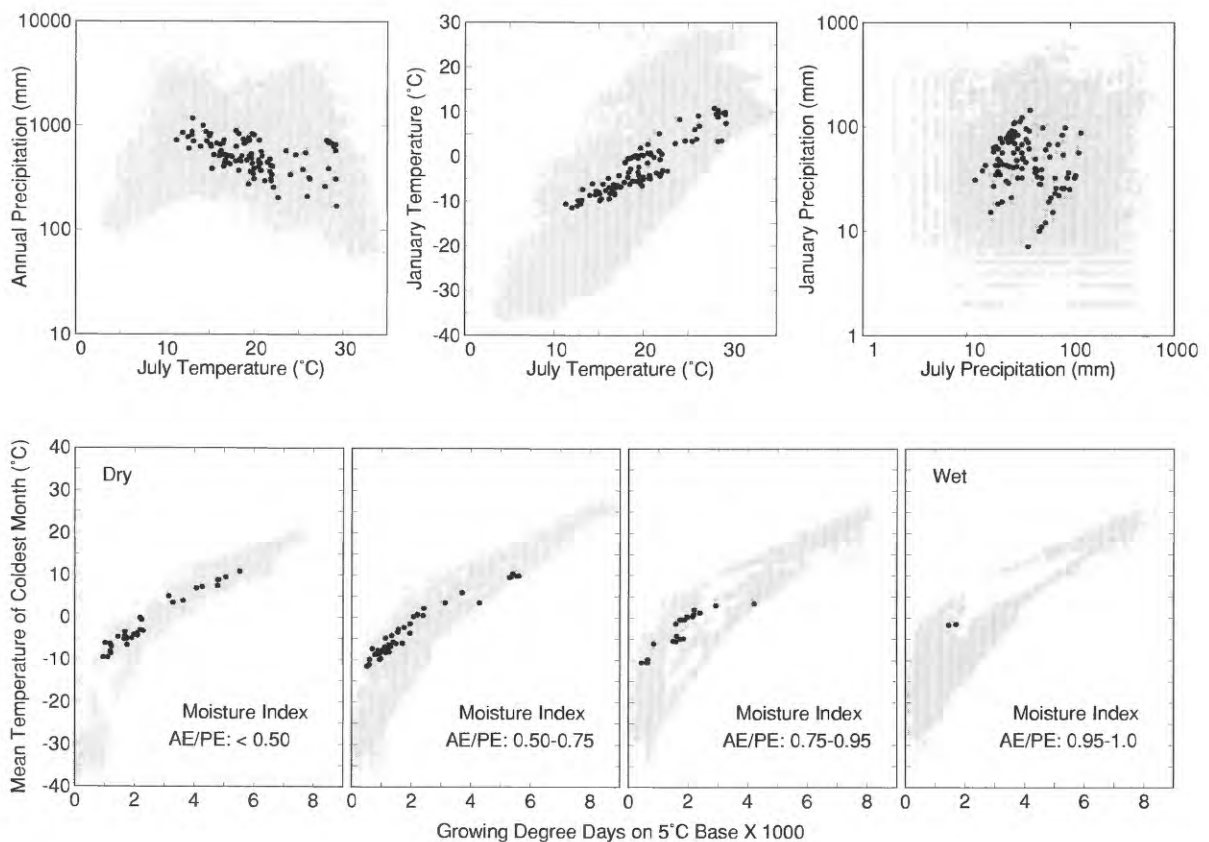 10000
1000
100
10
Annual Precipitation (mm)
0 10 20 30
July Temperature (˚C)
30
20
10
0
-10
-20
-30
-40
January Temperature (˚C)
0 10 20 30
July Temperature (˚C)
1000
100
10
1
January Precipitation (mm)
1 10 100 1000
July Precipitation (mm)
40
30
20
10
0
-10
-20
-30
-40
Mean Temperature of Coldest Month (˚C)
Dry
Moisture Index
AE/PE: < 0.50
0 2 4 6 8
Moisture Index
AE/PE: 0.50-0.75
0 2 4 6 8
Moisture Index
AE/PE: 0.75-0.95
0 2 4 6 8
Wet
Moisture Index
AE/PE: 0.95-1.0
0 2 4 6 8
Growing Degree Days on 5˚C Base X 1000